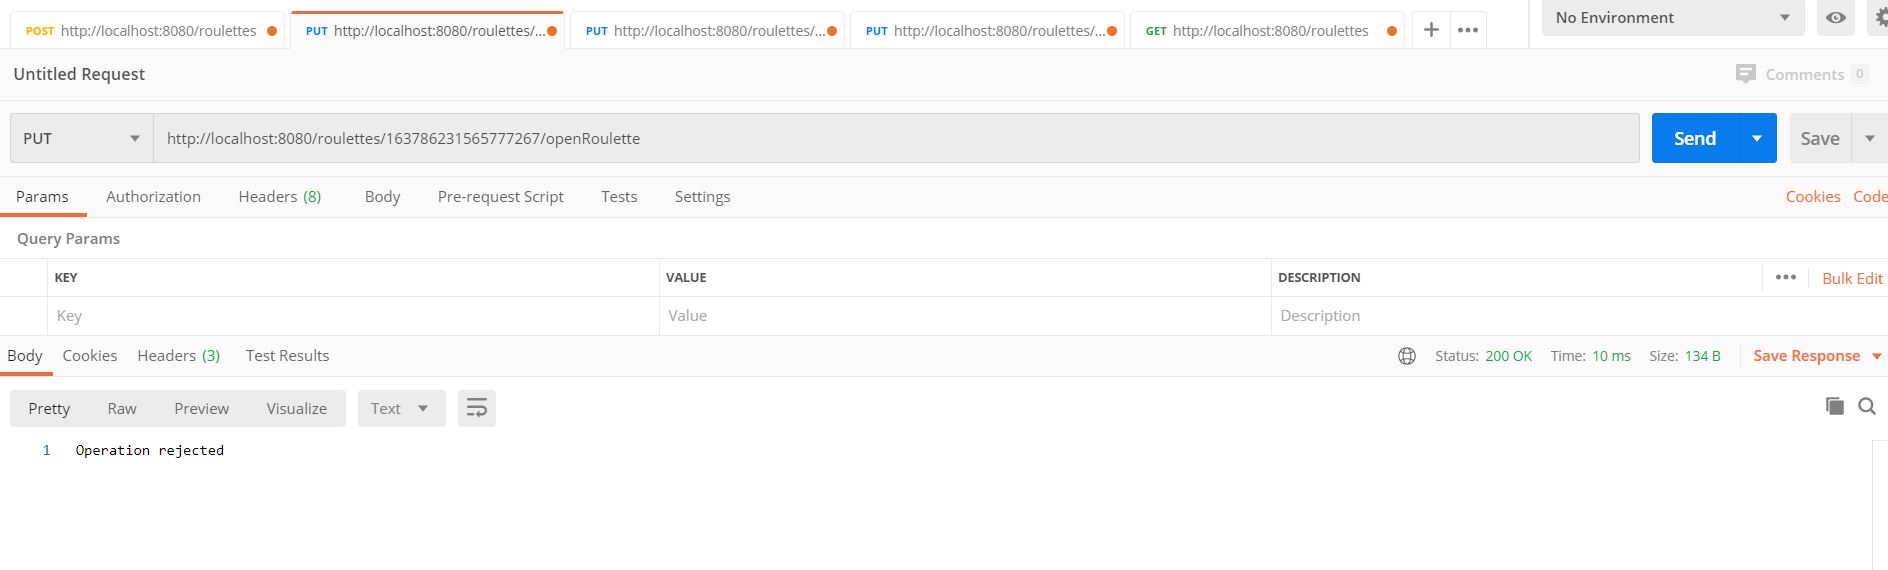 POST http://localhost:8080/roulettes PUT http://localhost:8080/roulettes/... PUT http://localhost:8080/roulettes/... PUT http://localhost:8080/roulettes/... GET http://localhost:8080/roulettes + ••• No Environment
Untitled Request Comments 0
PUT http://localhost:8080/roulettes/163786231565777267/openRoulette Send Save
Params Authorization Headers (8) Body Pre-request Script Tests Settings Cookies Code
Query Params
KEY VALUE DESCRIPTION ••• Bulk Edit
Key Value Description
Body Cookies Headers (3) Test Results Status: 200 OK Time: 10 ms Size: 134 B Save Response
Pretty Raw Preview Visualize Text
1 Operation rejected